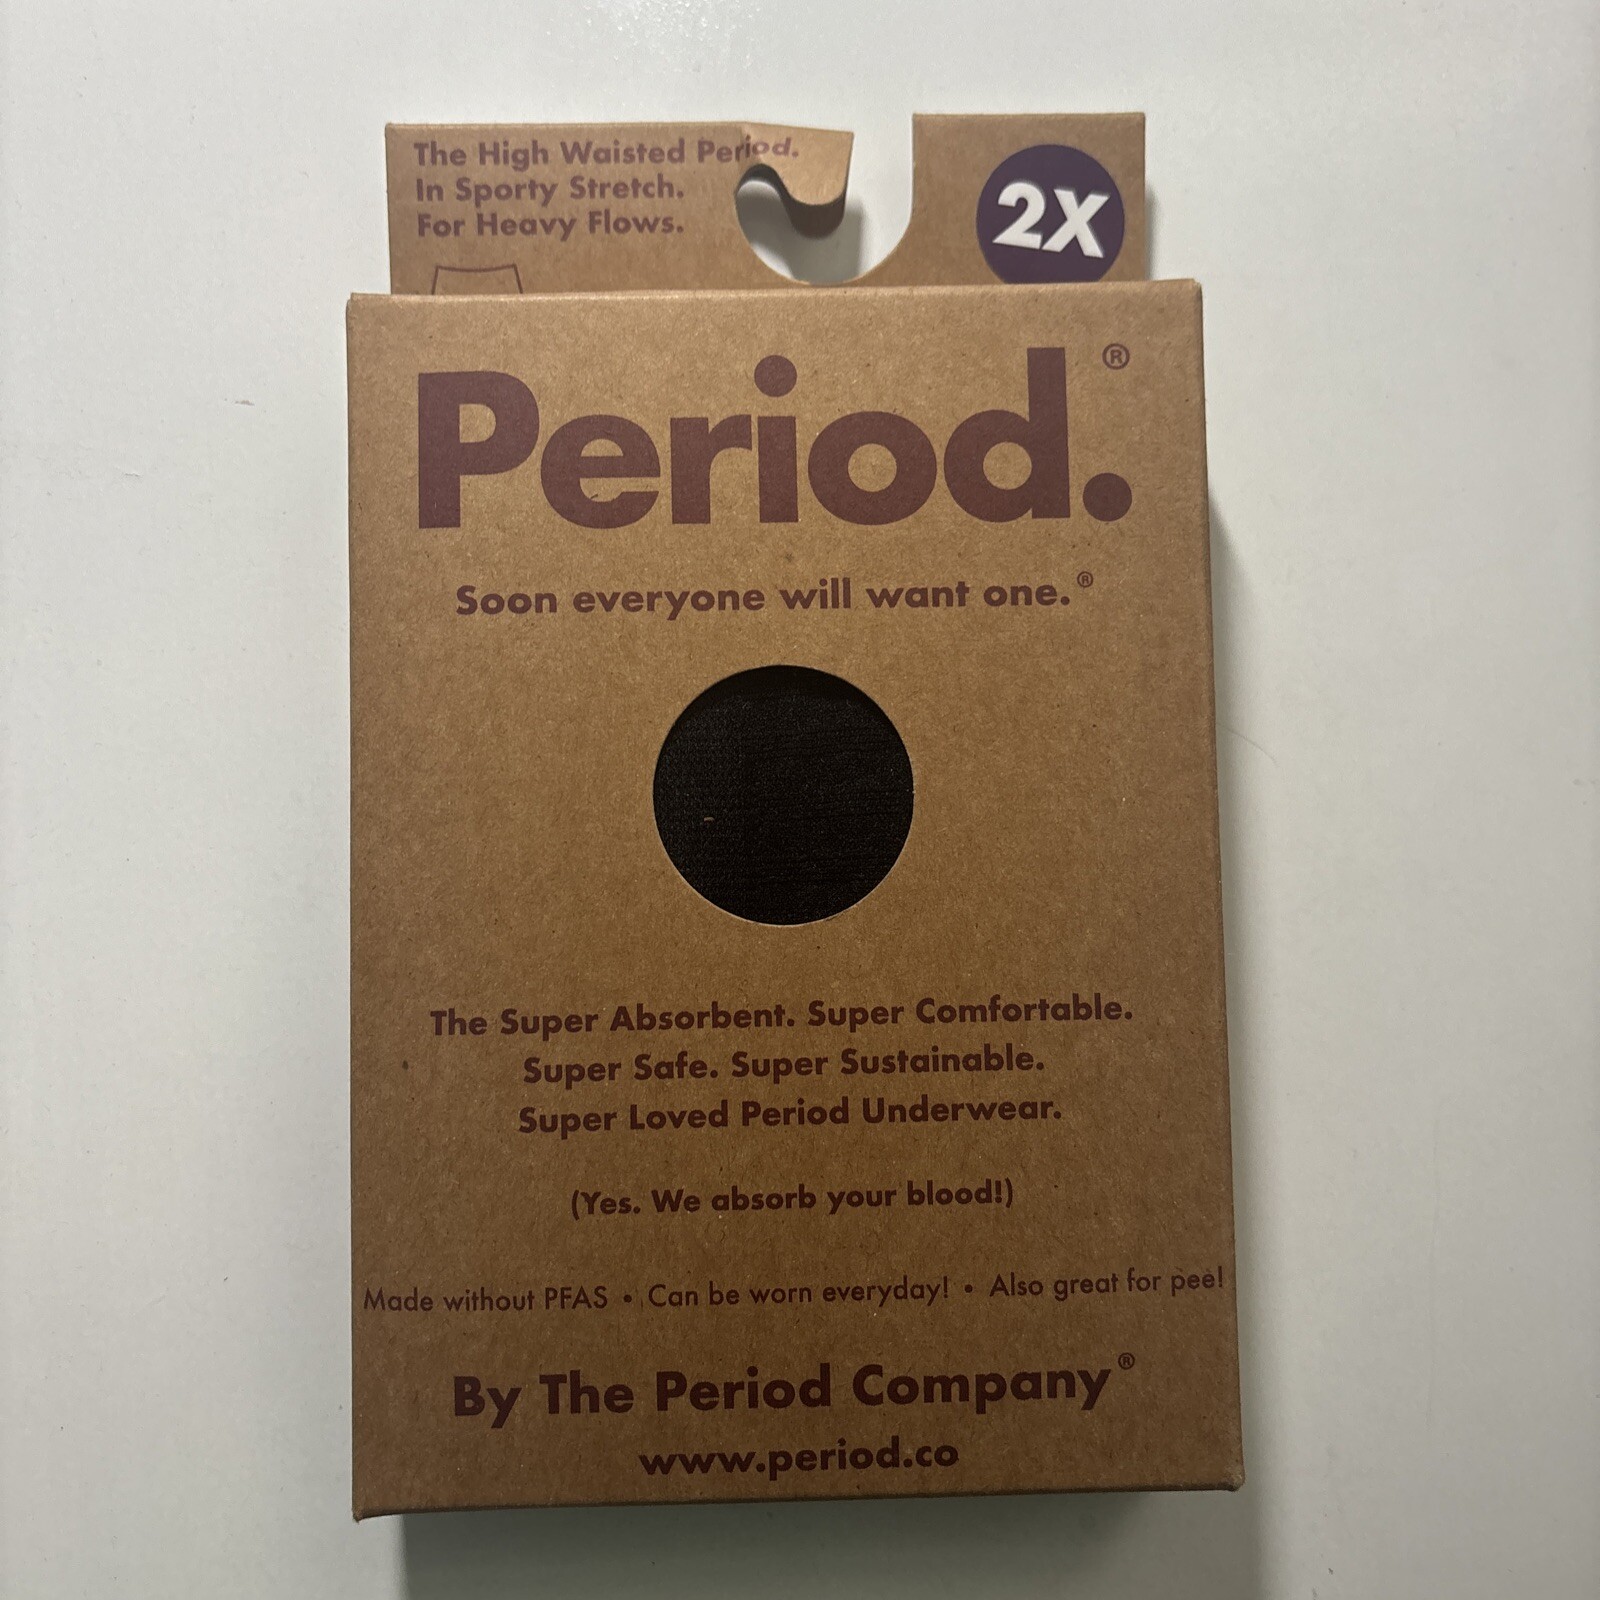 The High Waisted Period.
In Sporty Stretch.
For Heavy Flows.
2X
Period.®
Soon everyone will want one.®
The Super Absorbent. Super Comfortable.
Super Safe. Super Sustainable.
Super Loved Period Underwear.
(Yes. We absorb your blood!)
Made without PFAS • Can be worn everyday! • Also great for pee!
By The Period Company®
www.period.co